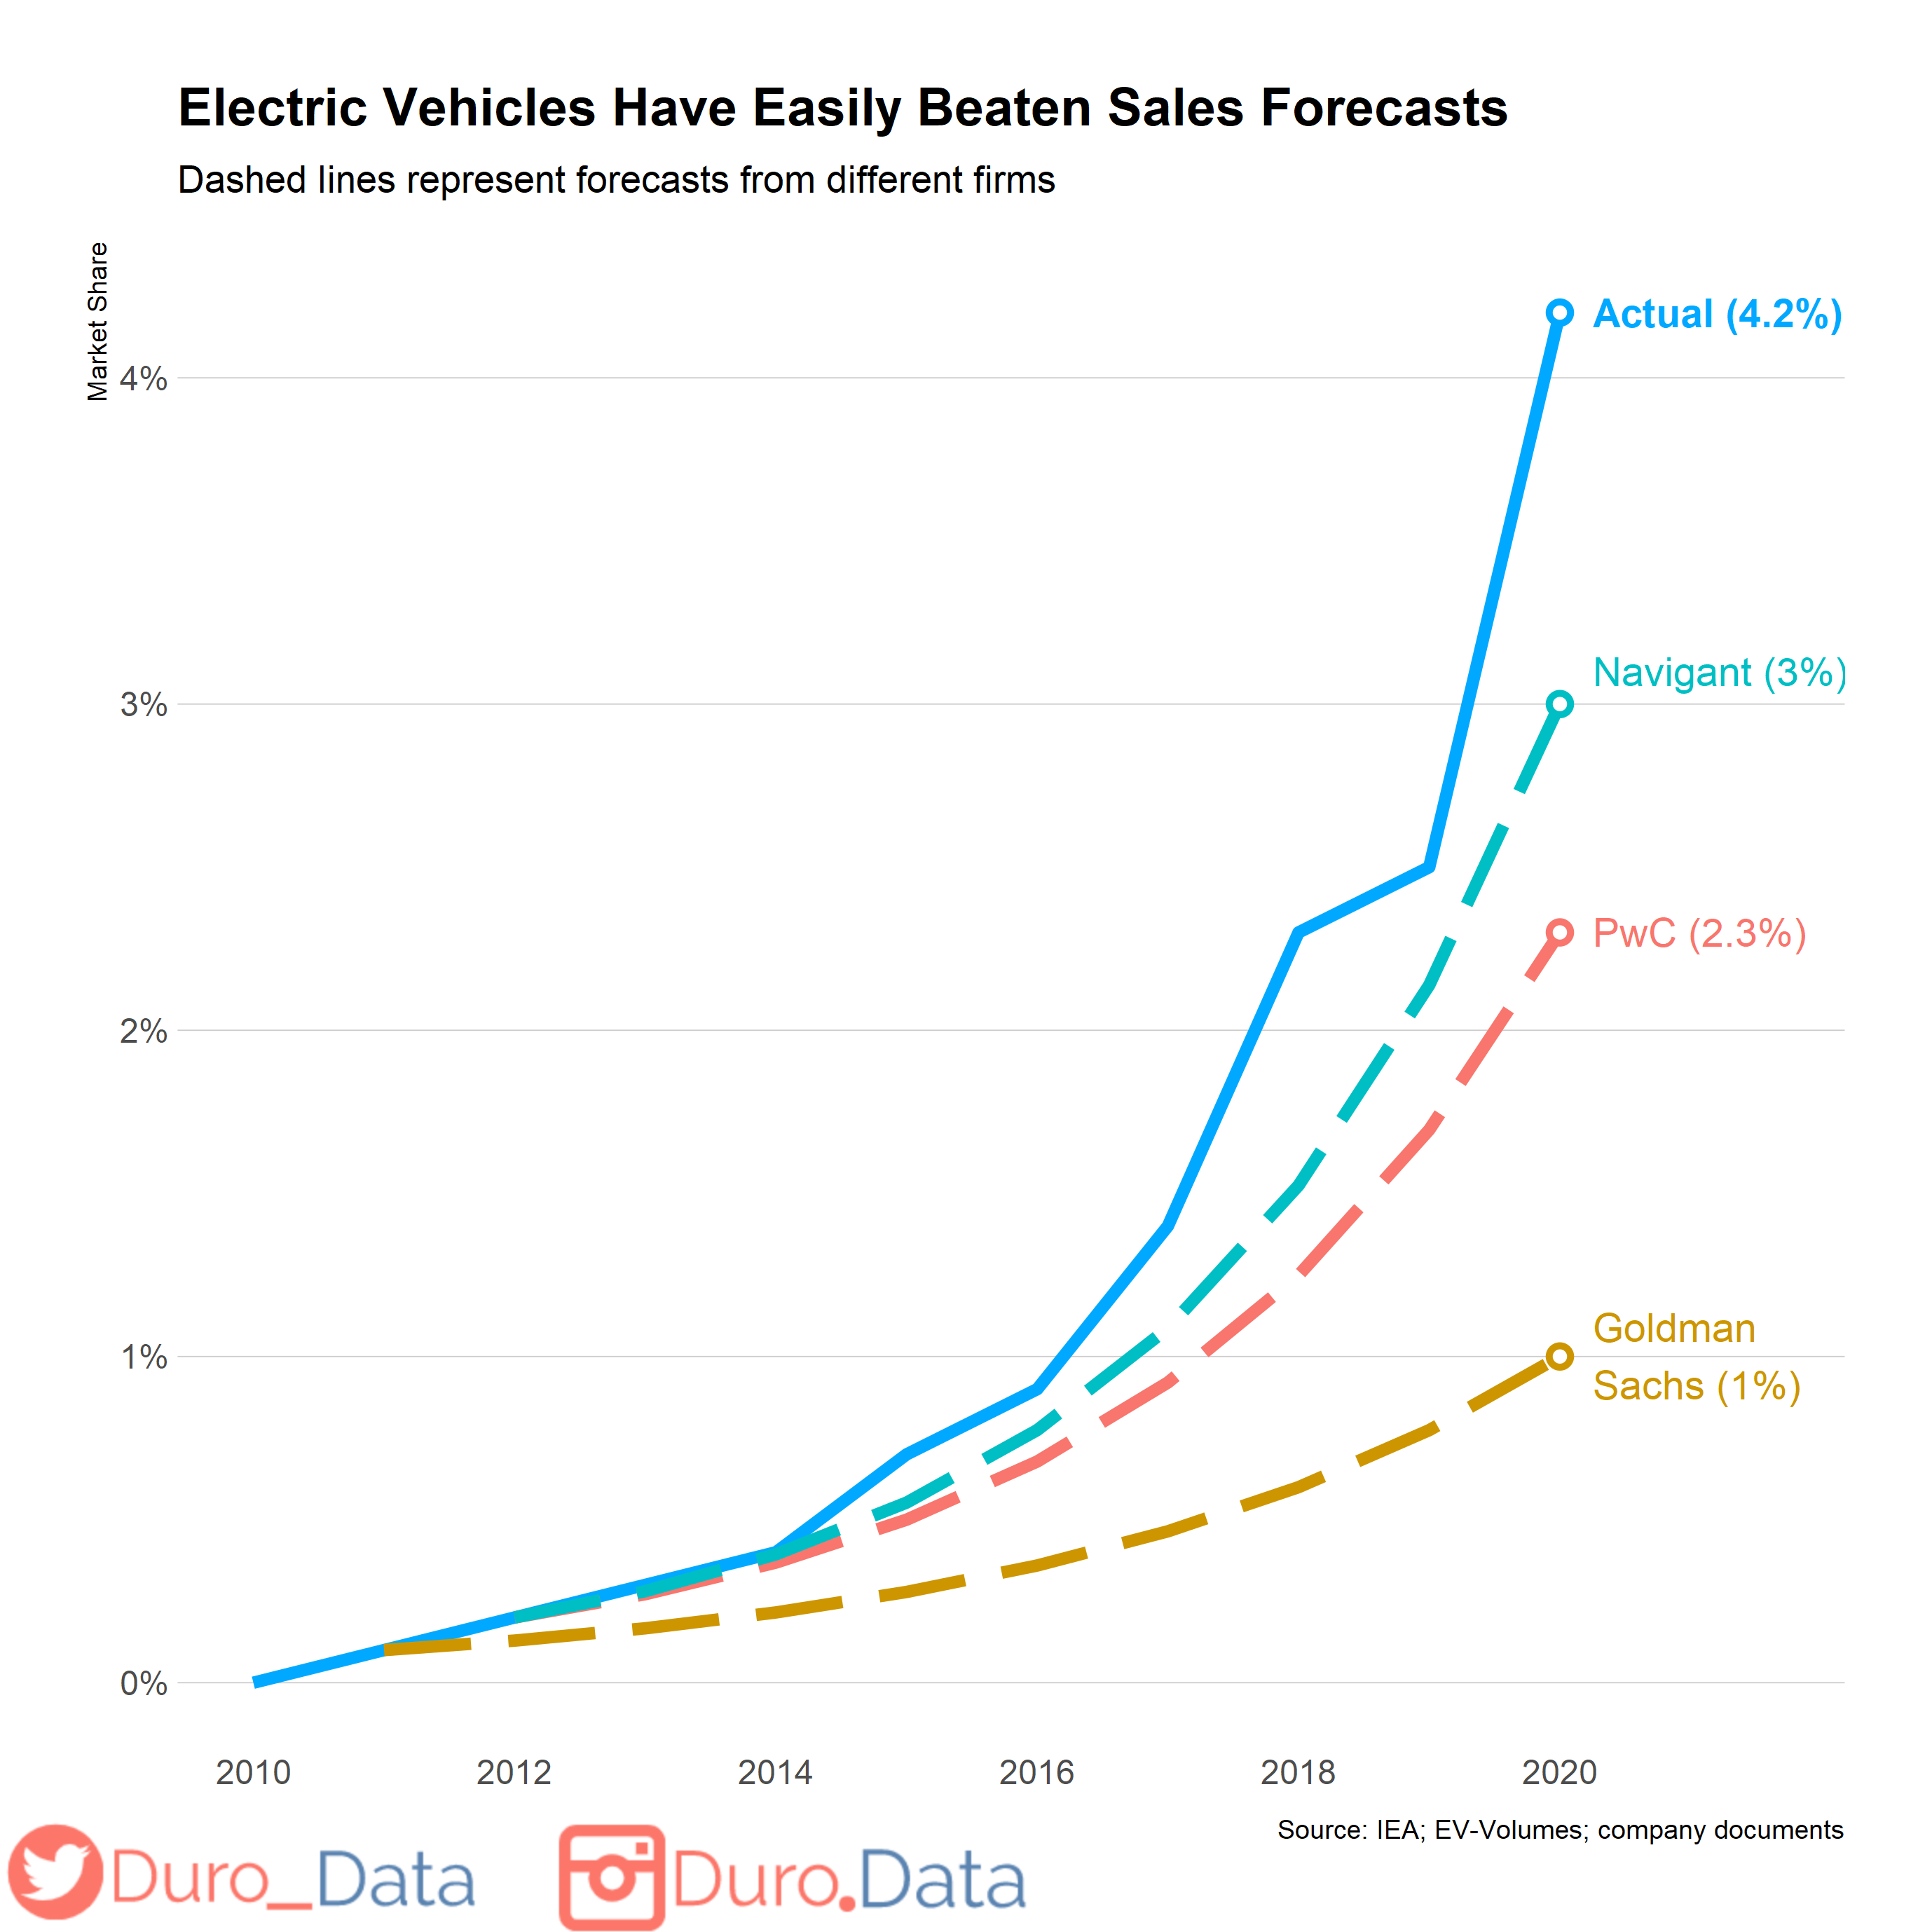 Electric Vehicles Have Easily Beaten Sales Forecasts
Dashed lines represent forecasts from different firms
Market Share
4%
3%
2%
1%
0%
Actual (4.2%)
Navigant (3%)
PwC (2.3%)
Goldman
Sachs (1%)
2010 2012 2014 2016 2018 2020
Source: IEA; EV-Volumes; company documents
Duro_Data Duro.Data